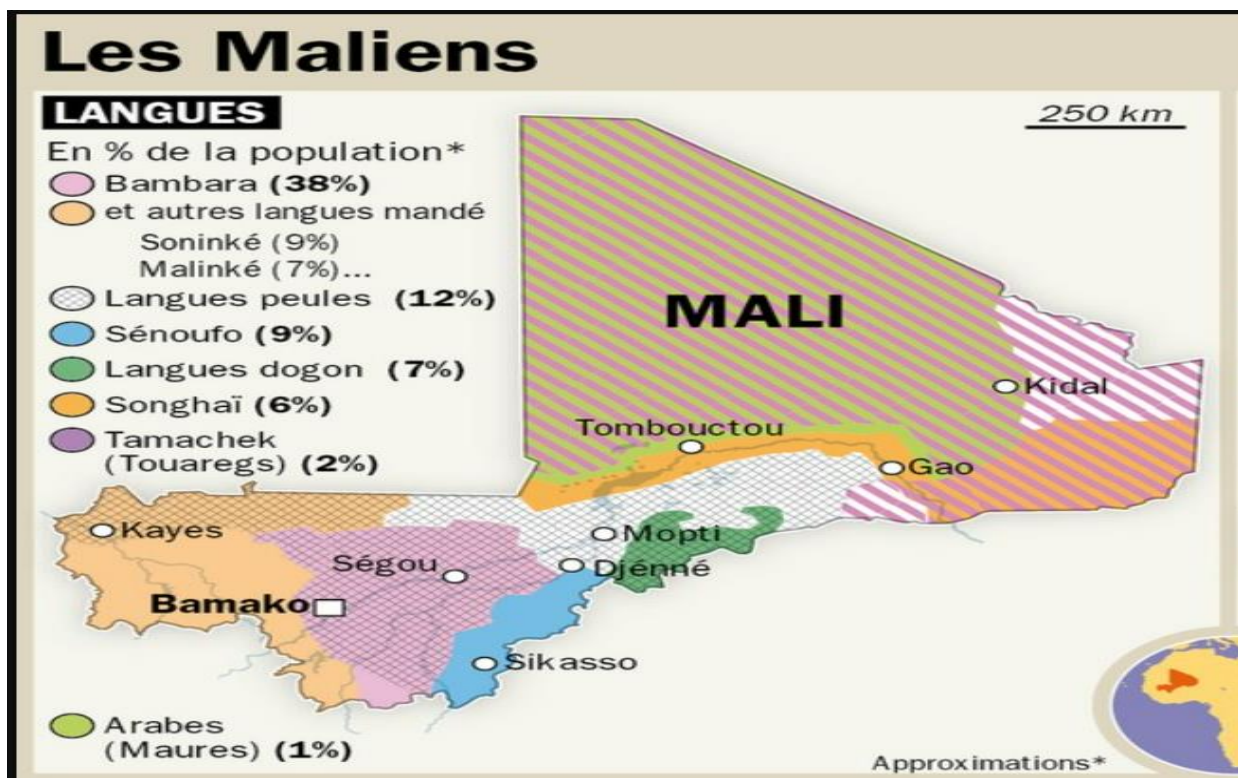 Les Maliens
LANGUES
En % de la population*
Bambara (38%)
et autres langues mandé
Soninké (9%)
Malinké (7%)...
Langues peules (12%)
Sénoufo (9%)
Langues dogon (7%)
Songhaï (6%)
Tamachek
(Touaregs) (2%)
250 km
MALI
Kidal
Tombouctou
Gao
Kayes
Mopti
Ségou
Djénné
Bamako
Sikasso
Arabes
(Maures) (1%)
Approximations*